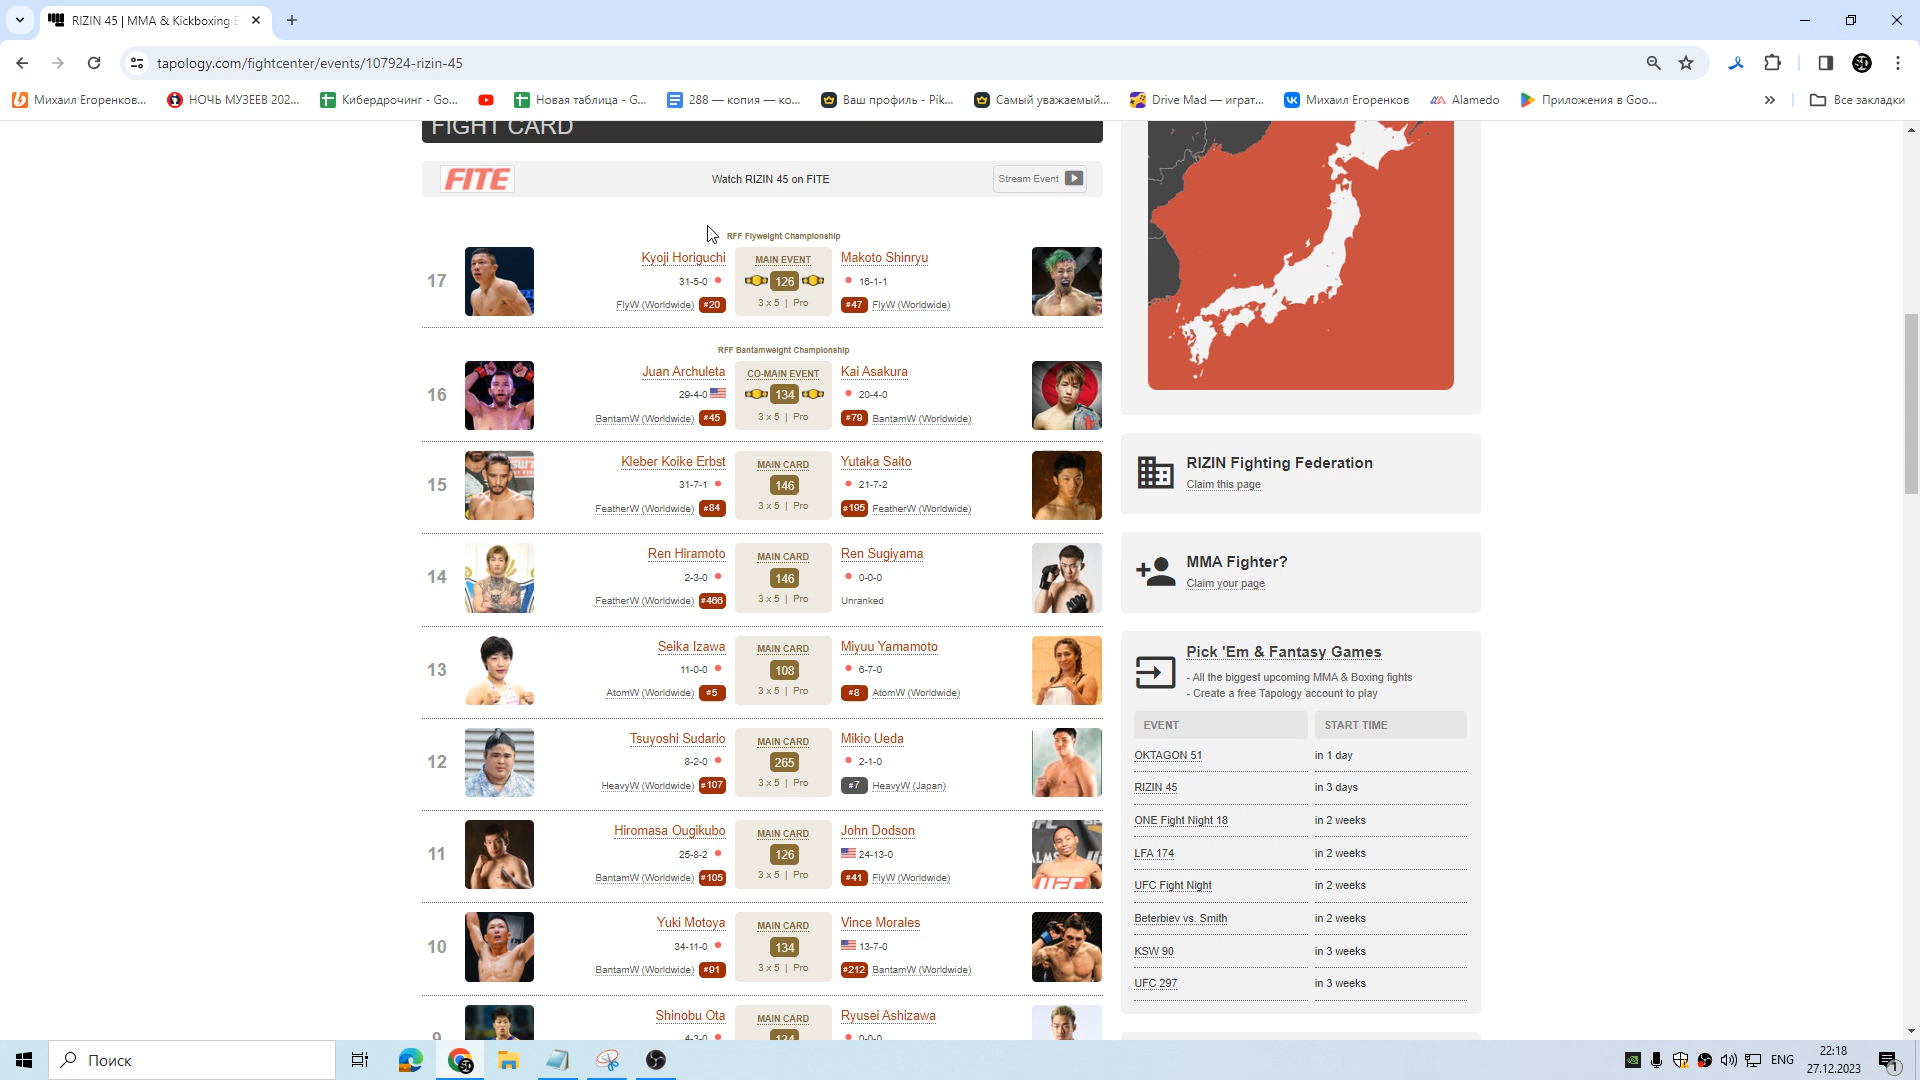 RIZIN 45 | MMA & Kickboxing E
tapology.com/fightcenter/events/107924-rizin-45
Михаил Егоренков...
НОЧЬ МУЗЕЕВ 202...
Кибердрочинг - Go...
Новая таблица - G...
288 — копия — ко...
Ваш профиль - Pik...
Самый уважаемый...
Drive Mad — играт...
Михаил Егоренков
Alamedo
Приложения в Goo...
»
Все закладки
FIGHT CARD
FITE
Watch RIZIN 45 on FITE
Stream Event
RFF Flyweight Championship
17
Kyoji Horiguchi
31-5-0
FlyW (Worldwide) #20
MAIN EVENT
126
3 x 5 | Pro
Makoto Shinryu
16-1-1
#47 FlyW (Worldwide)
RFF Bantamweight Championship
16
Juan Archuleta
29-4-0
BantamW (Worldwide) #45
CO-MAIN EVENT
134
3 x 5 | Pro
Kai Asakura
20-4-0
#79 BantamW (Worldwide)
15
Kleber Koike Erbst
31-7-1
FeatherW (Worldwide) #84
MAIN CARD
146
3 x 5 | Pro
Yutaka Saito
21-7-2
#195 FeatherW (Worldwide)
14
Ren Hiramoto
2-3-0
FeatherW (Worldwide) #466
MAIN CARD
146
3 x 5 | Pro
Ren Sugiyama
0-0-0
Unranked
13
Seika Izawa
11-0-0
AtomW (Worldwide) #5
MAIN CARD
108
3 x 5 | Pro
Miyuu Yamamoto
6-7-0
#8 AtomW (Worldwide)
12
Tsuyoshi Sudario
8-2-0
HeavyW (Worldwide) #107
MAIN CARD
265
3 x 5 | Pro
Mikio Ueda
2-1-0
#7 HeavyW (Japan)
11
Hiromasa Ougikubo
25-8-2
BantamW (Worldwide) #105
MAIN CARD
126
3 x 5 | Pro
John Dodson
24-13-0
#41 FlyW (Worldwide)
10
Yuki Motoya
34-11-0
BantamW (Worldwide) #91
MAIN CARD
134
3 x 5 | Pro
Vince Morales
13-7-0
#212 BantamW (Worldwide)
9
Shinobu Ota
4-3-0
MAIN CARD
134
Ryusei Ashizawa
0-0-0
RIZIN Fighting Federation
Claim this page
MMA Fighter?
Claim your page
Pick 'Em & Fantasy Games
- All the biggest upcoming MMA & Boxing fights
- Create a free Tapology account to play
EVENT START TIME
OKTAGON 51 in 1 day
RIZIN 45 in 3 days
ONE Fight Night 18 in 2 weeks
LFA 174 in 2 weeks
UFC Fight Night in 2 weeks
Beterbiev vs. Smith in 2 weeks
KSW 90 in 3 weeks
UFC 297 in 3 weeks
Поиск
ENG
22:18
27.12.2023
1